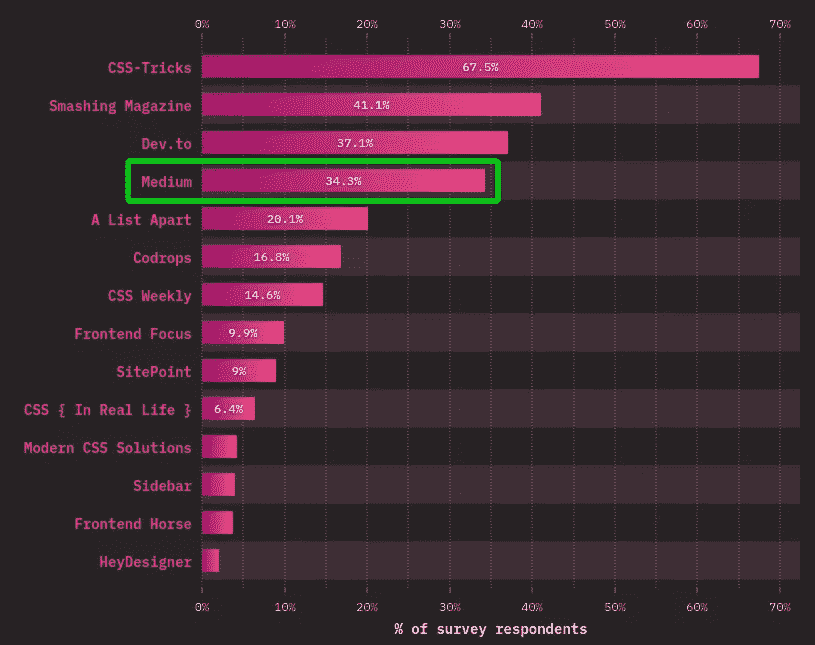 0% 10% 20% 30% 40% 50% 60% 70%
CSS-Tricks 67.5%
Smashing Magazine 41.1%
Dev.to 37.1%
Medium 34.3%
A List Apart 20.1%
Codrops 16.8%
CSS Weekly 14.6%
Frontend Focus 9.9%
SitePoint 9%
CSS { In Real Life } 6.4%
Modern CSS Solutions
Sidebar
Frontend Horse
HeyDesigner
0% 10% 20% 30% 40% 50% 60% 70%
% of survey respondents